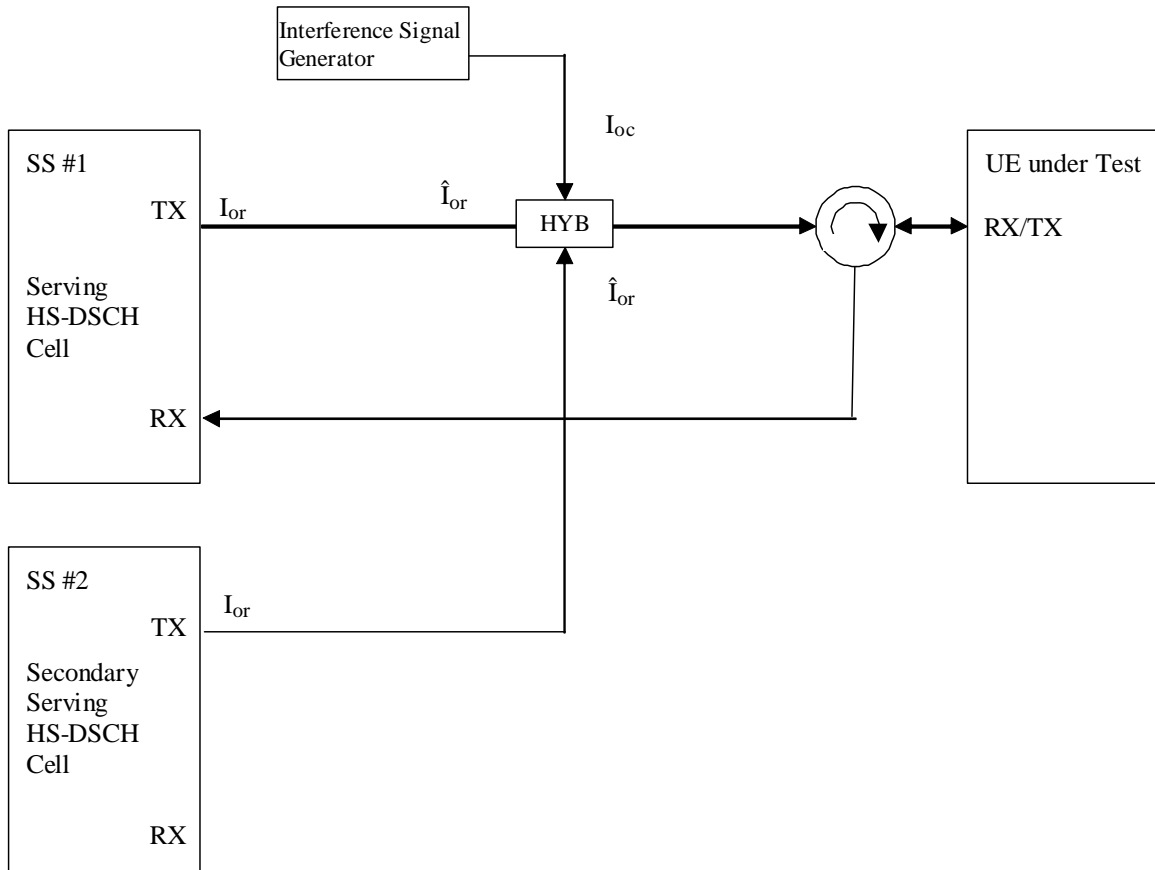 Interference Signal
Generator
I_oc
SS #1
TX
I_or
Î_or
HYB
UE under Test
RX/TX
Serving
HS-DSCH
Cell
Î_or
RX
SS #2
I_or
TX
Secondary
Serving
HS-DSCH
Cell
RX